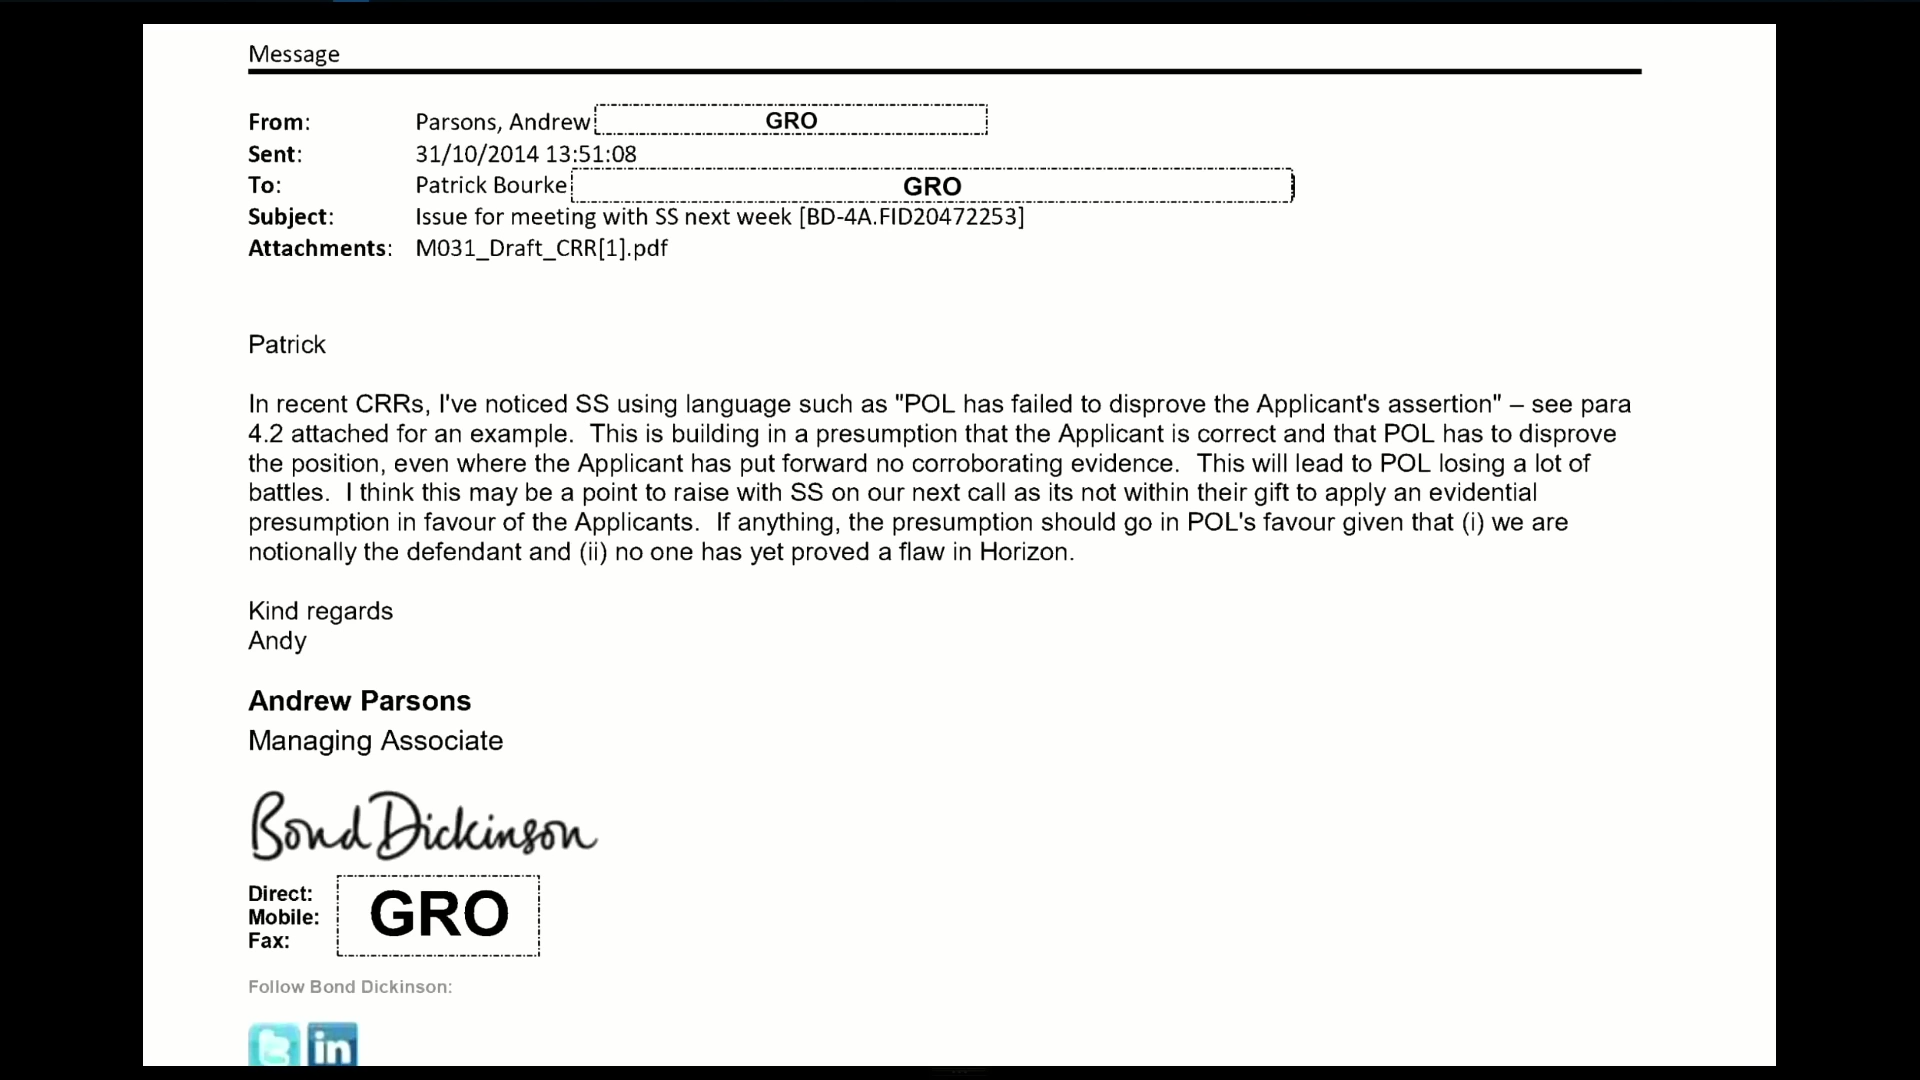 Message
From: Parsons, Andrew GRO
Sent: 31/10/2014 13:51:08
To: Patrick Bourke GRO
Subject: Issue for meeting with SS next week [BD-4A.FID20472253]
Attachments: M031_Draft_CRR[1].pdf
Patrick
In recent CRRs, I've noticed SS using language such as "POL has failed to disprove the Applicant's assertion" – see para
4.2 attached for an example.  This is building in a presumption that the Applicant is correct and that POL has to disprove
the position, even where the Applicant has put forward no corroborating evidence.  This will lead to POL losing a lot of
battles.  I think this may be a point to raise with SS on our next call as its not within their gift to apply an evidential
presumption in favour of the Applicants.  If anything, the presumption should go in POL's favour given that (i) we are
notionally the defendant and (ii) no one has yet proved a flaw in Horizon.
Kind regards
Andy
Andrew Parsons
Managing Associate
Bond Dickinson
Direct:
Mobile: GRO
Fax:
Follow Bond Dickinson:
t in